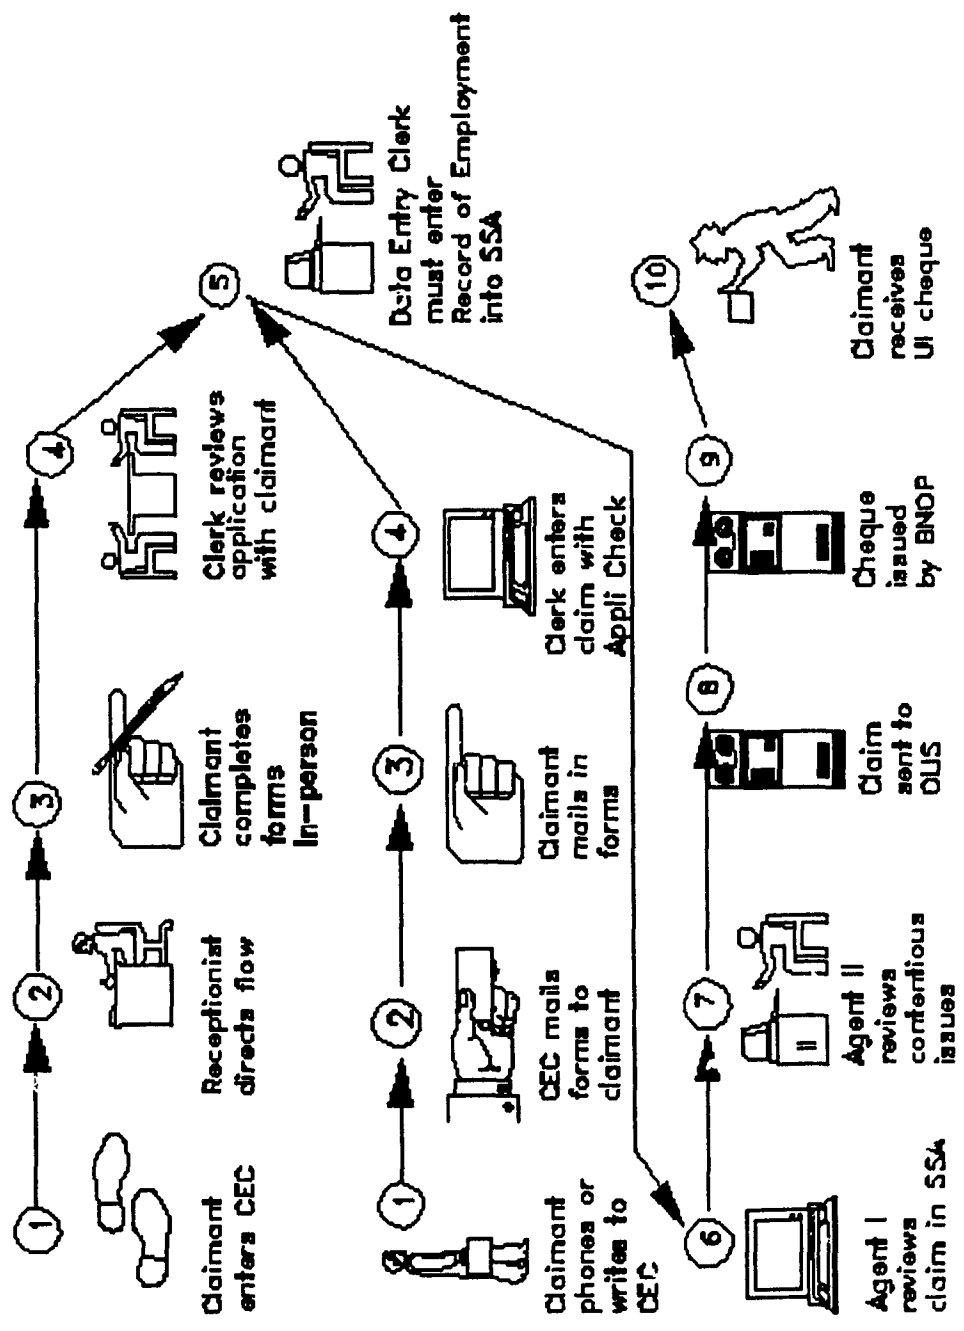 1
2
3
4
Claimant
enters CEC
Receptionist
directs flow
Claimant
completes
forms
In-person
Clerk reviews
application
with claimant
5
Data Entry Clerk
must enter
Record of Employment
into SSA
1
2
3
4
Claimant
phones or
writes to
CEC
CEC mails
forms to
claimant
Claimant
mails in
forms
Clerk enters
claim with
Appli Check
6
7
8
9
10
Agent I
reviews
claim in SSA
II
Agent II
reviews
contentious
issues
Claim
sent to
OUS
Cheque
issued
by BNOP
Claimant
receives
UI cheque